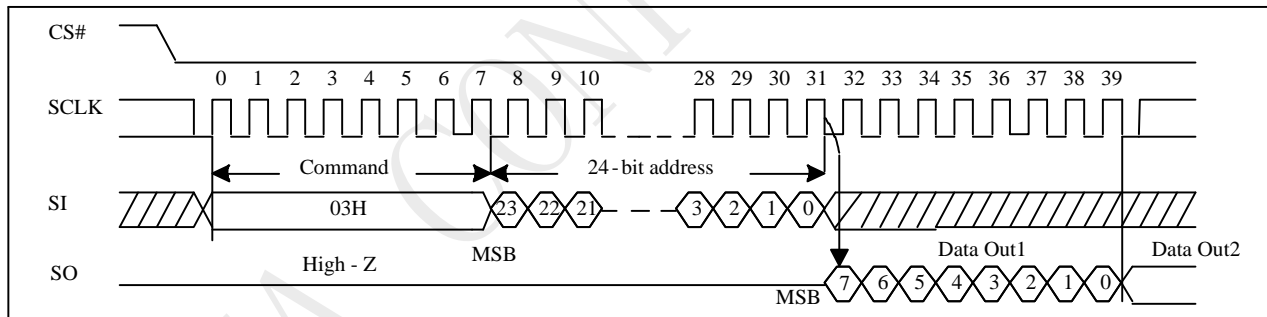 CS#
0 1 2 3 4 5 6 7 8 9 10 28 29 30 31 32 33 34 35 36 37 38 39
SCLK
Command 24-bit address
SI 03H 23 22 21 3 2 1 0
MSB Data Out1 Data Out2
High - Z
SO MSB 7 6 5 4 3 2 1 0